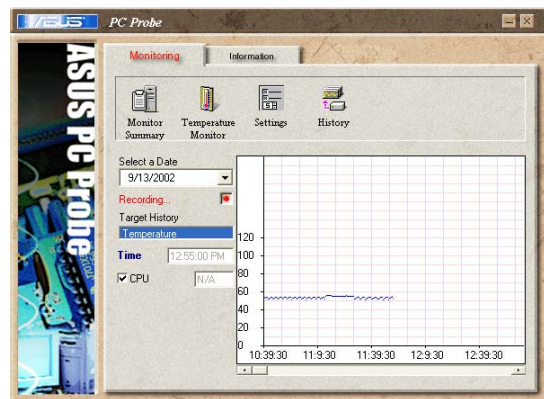 ASUS PC Probe
Monitoring Information
Monitor Summary
Temperature Monitor
Settings
History
Select a Date
9/13/2002
Recording...
Target History
Temperature
Time 12:55:00 PM
CPU N/A
120
100
80
60
40
20
0
10:39:30 11:9:30 11:39:30 12:9:30 12:39:30
ASUS PC Probe